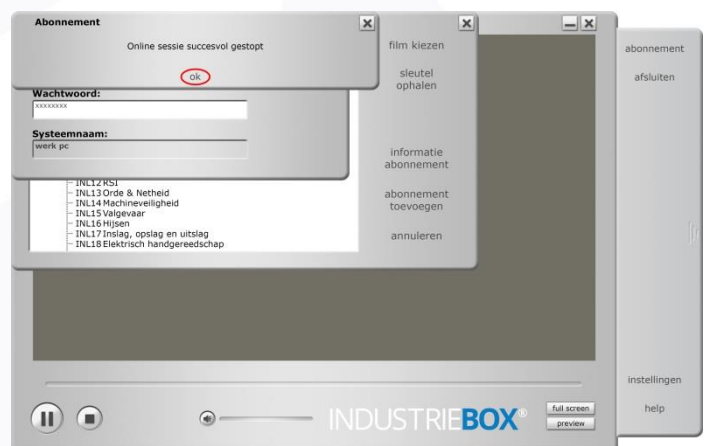 Abonnement
Online sessie succesvol gestopt
ok
Wachtwoord:
xxxxxxxx
Systeemnaam:
werk pc
INL12 RSI
INL13 Orde & Netheid
INL14 Machineveiligheid
INL15 Valgevaar
INL16 Hijsen
INL17 Inslag, opslag en uitslag
INL18 Elektrisch handgereedschap
film kiezen
sleutel
ophalen
informatie
abonnement
abonnement
toevoegen
annuleren
abonnement
afsluiten
instellingen
help
INDUSTRIEBOX®
full screen
preview